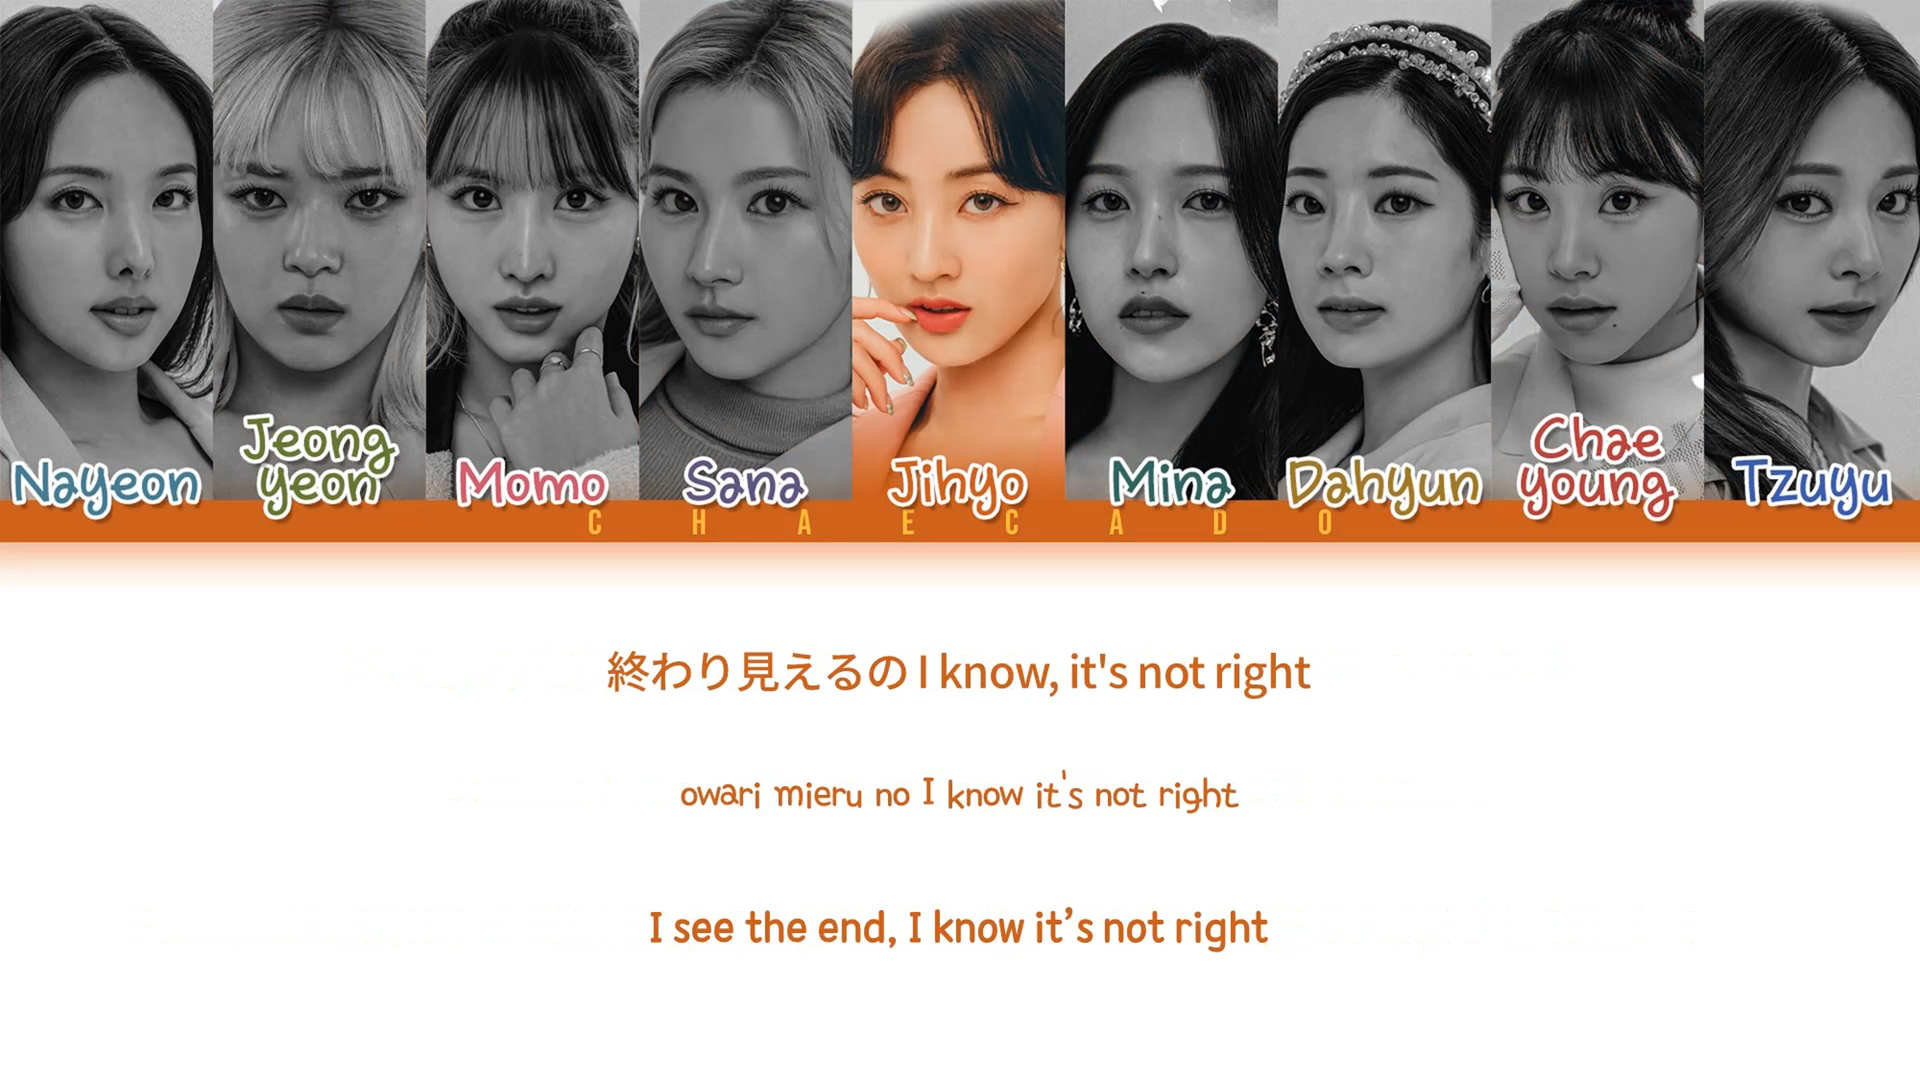 Nayeon
Jeong
yeon
Momo
Sana
Jihyo
Mina
Dahyun
Chae
young
Tzuyu
CHAECADO
終わり見えるの I know, it's not right
owari mieru no I know it's not right
I see the end, I know it’s not right